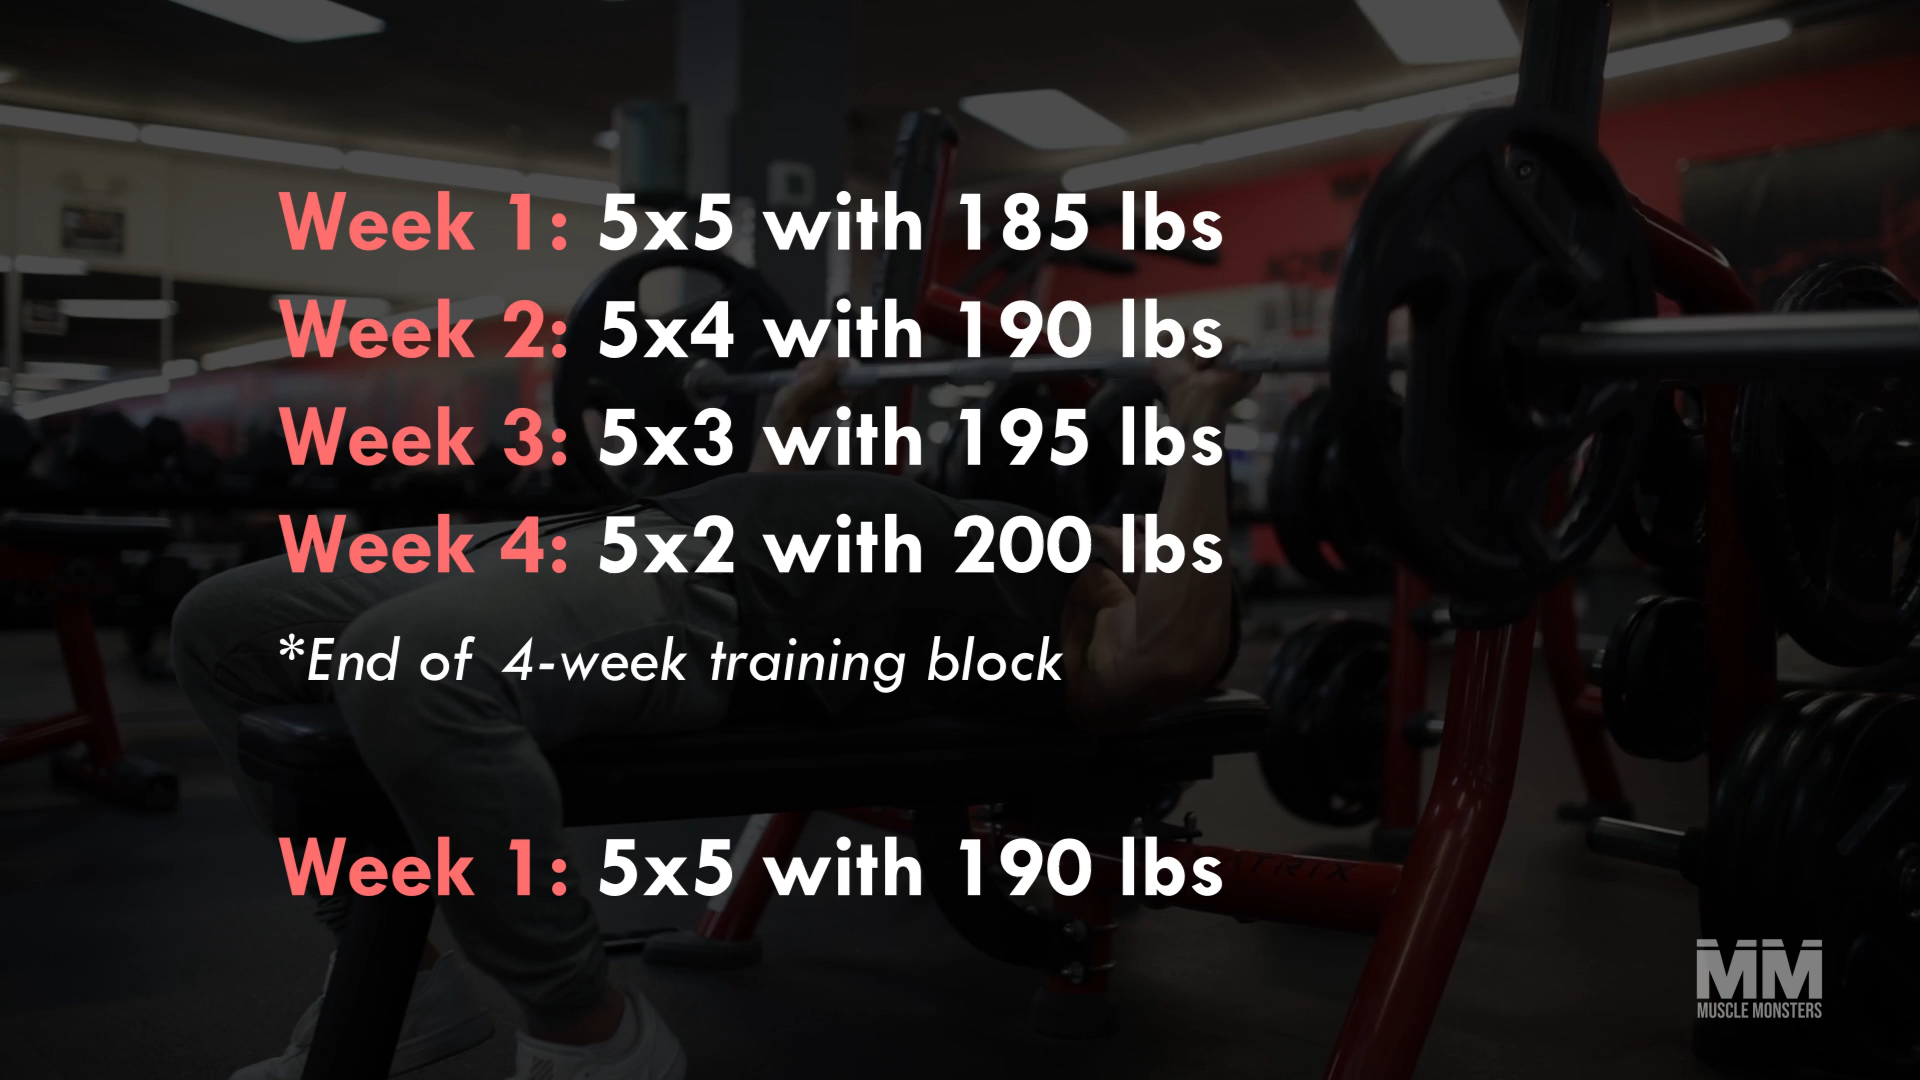 Week 1: 5x5 with 185 lbs
Week 2: 5x4 with 190 lbs
Week 3: 5x3 with 195 lbs
Week 4: 5x2 with 200 lbs
*End of 4-week training block
Week 1: 5x5 with 190 lbs
MM
MUSCLE MONSTERS